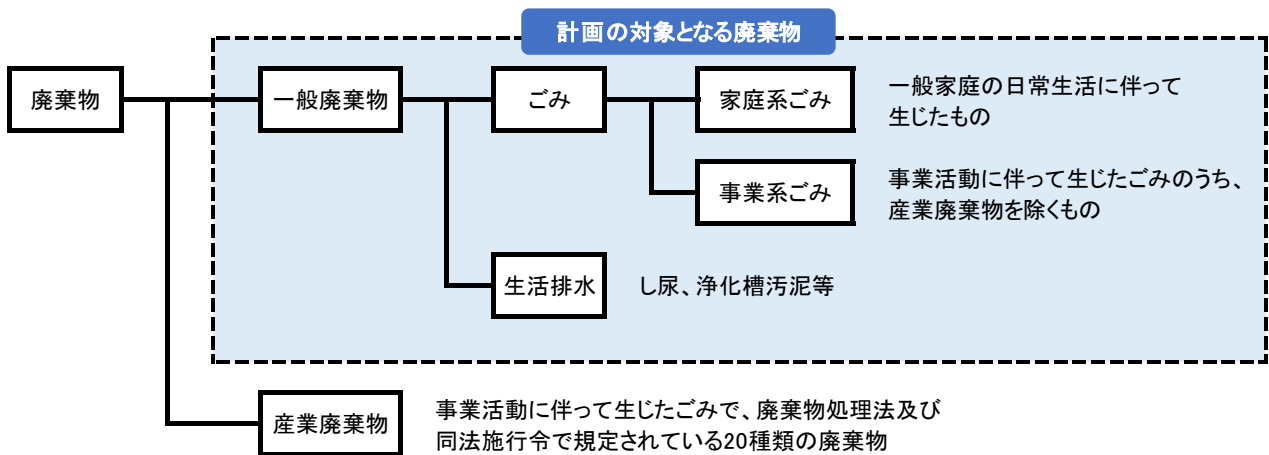 計画の対象となる廃棄物
廃棄物
一般廃棄物
ごみ
家庭系ごみ
一般家庭の日常生活に伴って
生じたもの
事業系ごみ
事業活動に伴って生じたごみのうち、
産業廃棄物を除くもの
生活排水
し尿、浄化槽汚泥等
産業廃棄物
事業活動に伴って生じたごみで、廃棄物処理法及び
同法施行令で規定されている20種類の廃棄物